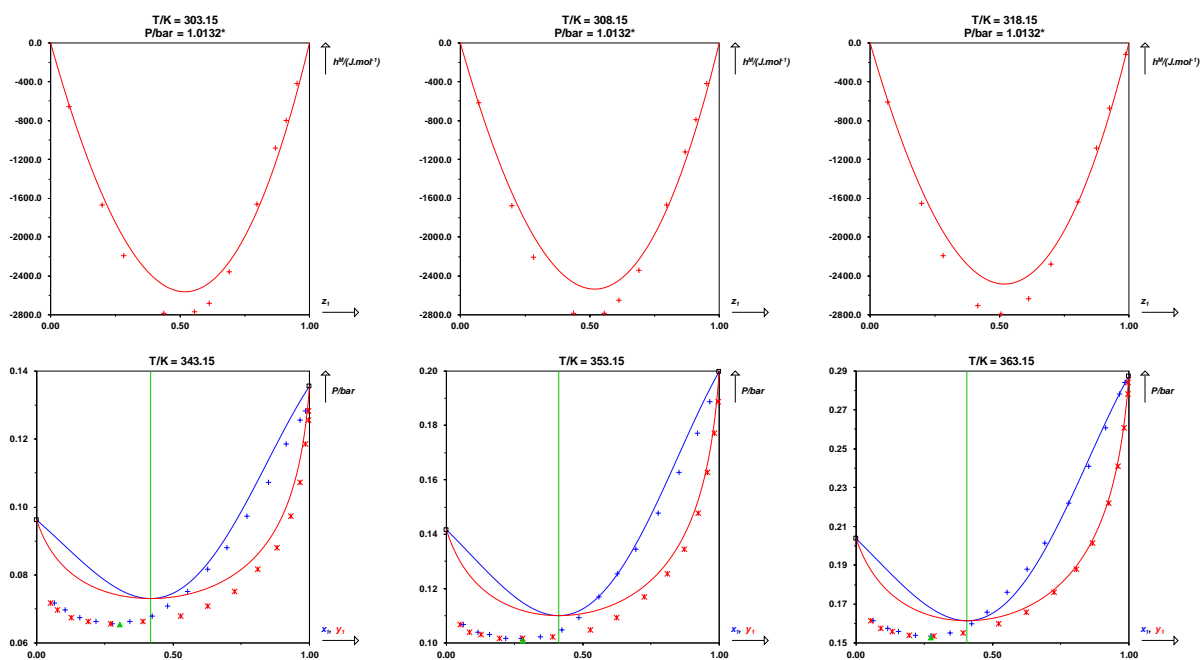 T/K = 303.15
P/bar = 1.0132*
0.0
-400.0
-800.0
-1200.0
-1600.0
-2000.0
-2400.0
-2800.0
0.00
0.50
1.00
hᴹ/(J.mol⁻¹)
z₁
T/K = 308.15
P/bar = 1.0132*
0.0
-400.0
-800.0
-1200.0
-1600.0
-2000.0
-2400.0
-2800.0
0.00
0.50
1.00
hᴹ/(J.mol⁻¹)
z₁
T/K = 318.15
P/bar = 1.0132*
0.0
-400.0
-800.0
-1200.0
-1600.0
-2000.0
-2400.0
-2800.0
0.00
0.50
1.00
hᴹ/(J.mol⁻¹)
z₁
T/K = 343.15
0.14
0.12
0.10
0.08
0.06
0.00
0.50
1.00
P/bar
x₁, y₁
T/K = 353.15
0.20
0.18
0.16
0.14
0.12
0.10
0.00
0.50
1.00
P/bar
x₁, y₁
T/K = 363.15
0.29
0.27
0.25
0.23
0.21
0.19
0.17
0.15
0.00
0.50
1.00
P/bar
x₁, y₁